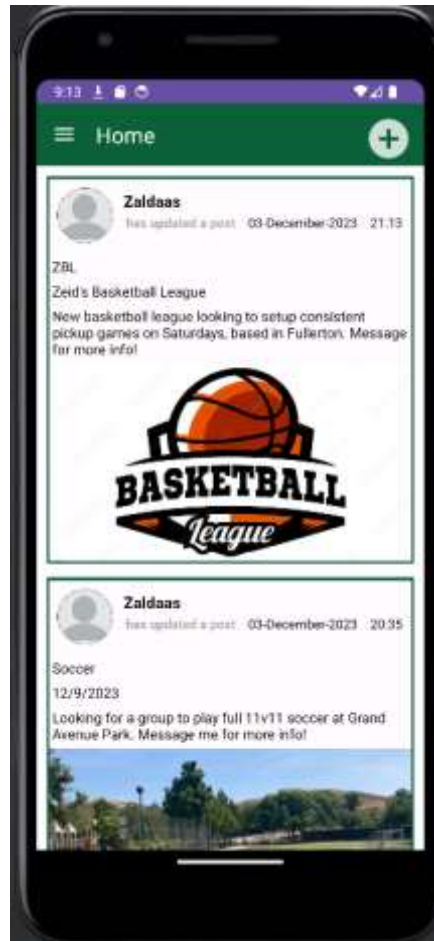 9:13
Home
Zaldaas
has updated a post 03-December-2023 21.13
ZBL
Zeid's Basketball League
New basketball league looking to setup consistent
pickup games on Saturdays, based in Fullerton. Message
for more info!
BASKETBALL
League
Zaldaas
has updated a post 03-December-2023 20:35
Soccer
12/9/2023
Looking for a group to play full 11v11 soccer at Grand
Avenue Park. Message me for more info!